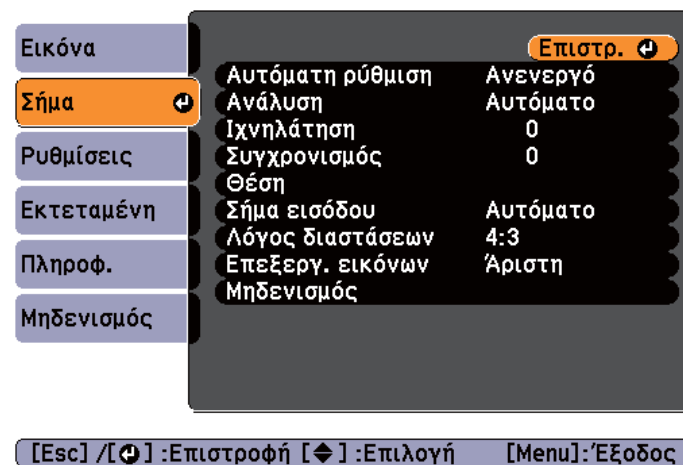 Εικόνα
Σήμα
Ρυθμίσεις
Εκτεταμένη
Πληροφ.
Μηδενισμός
Επιστρ.
Αυτόματη ρύθμιση Ανενεργό
Ανάλυση Αυτόματο
Ιχνηλάτηση 0
Συγχρονισμός 0
Θέση
Σήμα εισόδου Αυτόματο
Λόγος διαστάσεων 4:3
Επεξεργ. εικόνων Άριστη
Μηδενισμός
[Esc] /[⏎] :Επιστροφή [◆] :Επιλογή [Menu]:Έξοδος